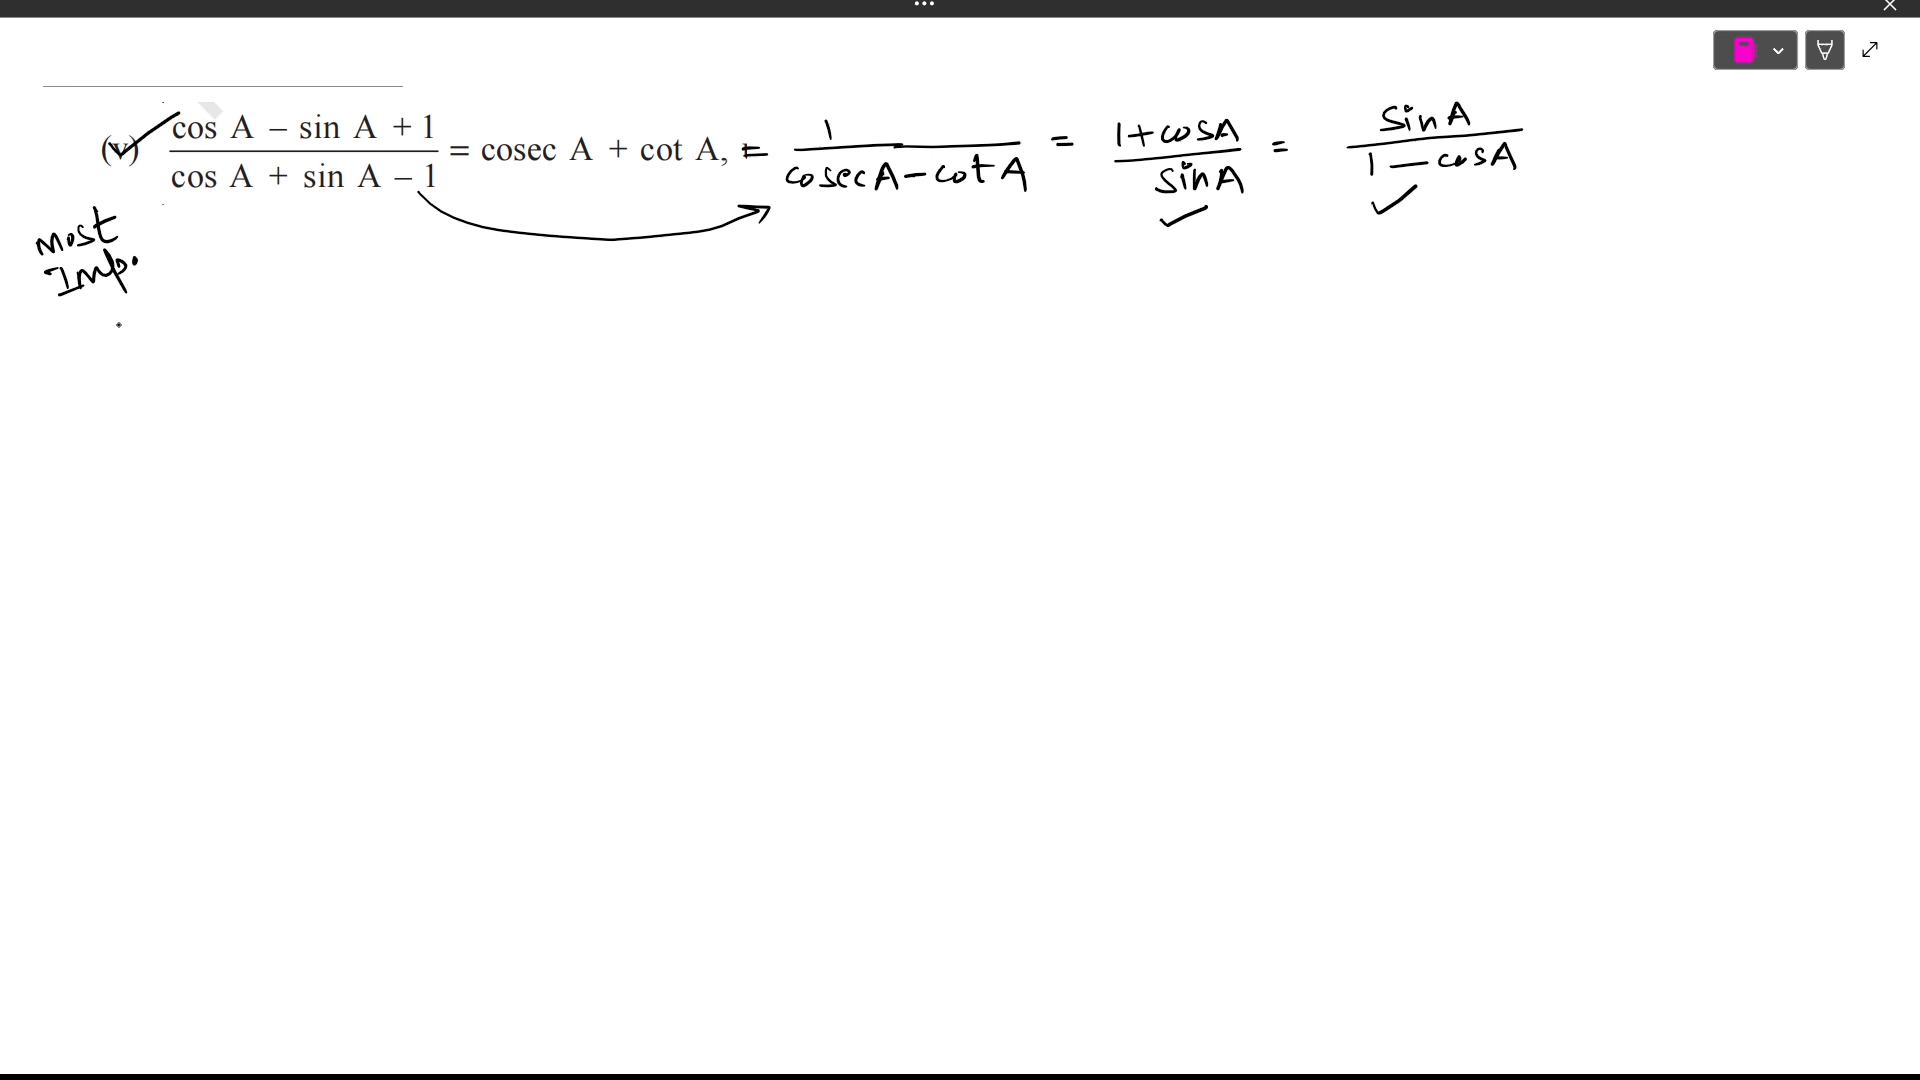 (v) cos A – sin A + 1 / cos A + sin A – 1 = cosec A + cot A, = 1 / cosec A – cot A = 1 + cos A / sin A = sin A / 1 – cos A
most
Imp.